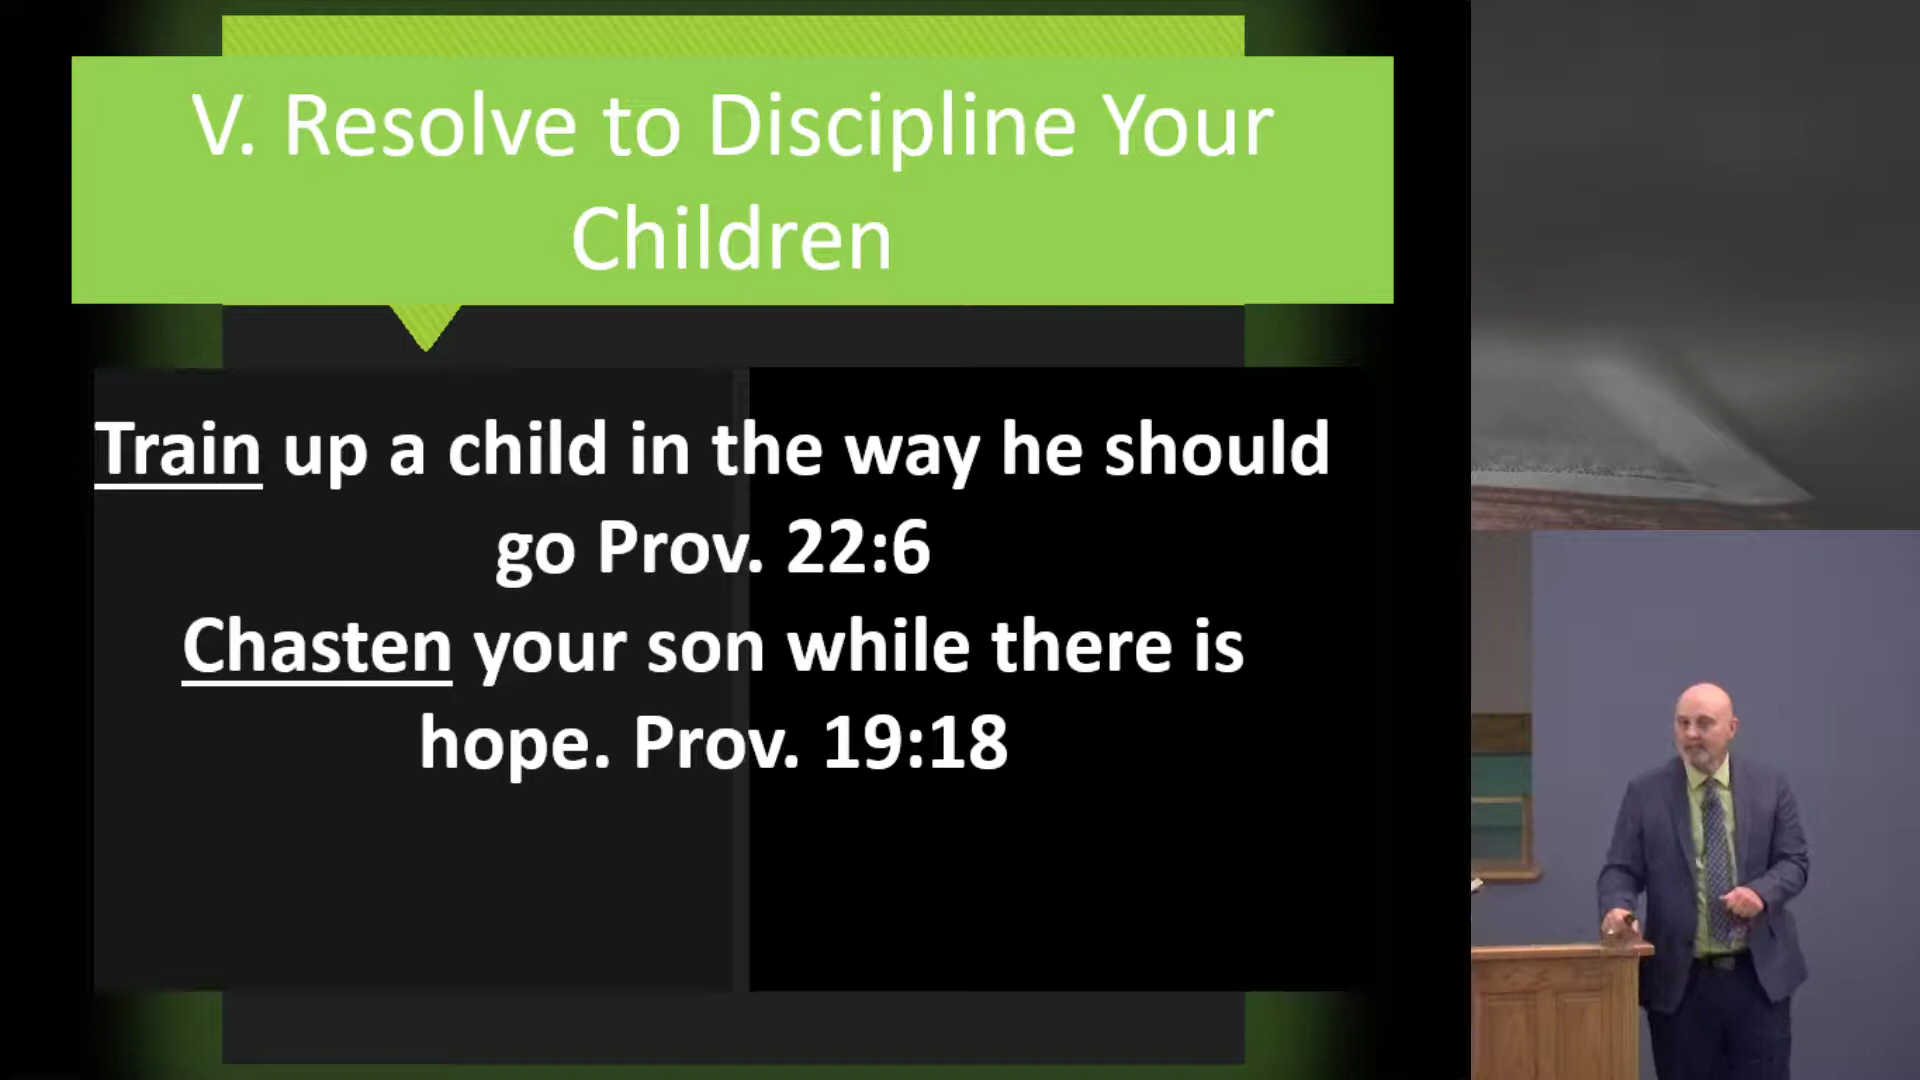 V. Resolve to Discipline Your
Children
Train up a child in the way he should
go Prov. 22:6
Chasten your son while there is
hope. Prov. 19:18